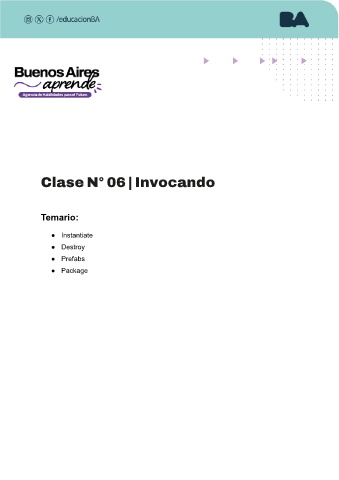 /educacionBA
BA
Buenos Aires
aprende
Agencia de Habilidades para el Futuro
Clase N° 06 | Invocando
Temario:
● Instantiate
● Destroy
● Prefabs
● Package